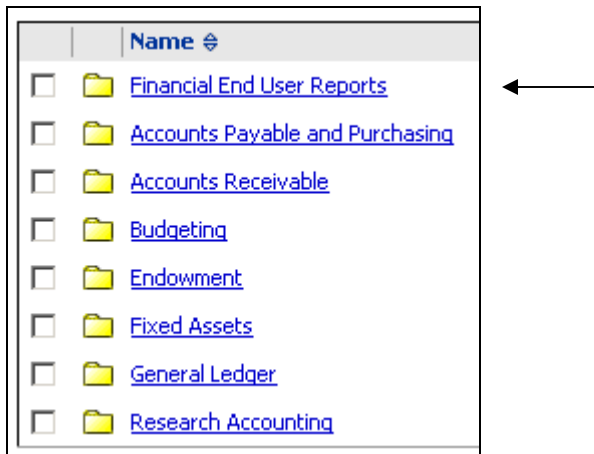 Name
Financial End User Reports
Accounts Payable and Purchasing
Accounts Receivable
Budgeting
Endowment
Fixed Assets
General Ledger
Research Accounting